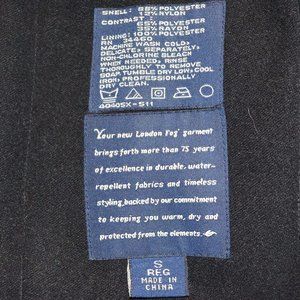 SHELL: 88% POLYESTER
12% NYLON
CONTRAST:
65% POLYESTER
35% RAYON
LINING: 100% POLYESTER
RN 34460
MACHINE WASH COLD,
DELICATE, SEPARATELY,
NON-CHLORINE BLEACH
WHEN NEEDED, RINSE
THOROUGHLY TO REMOVE
SOAP, TUMBLE DRY LOW, COOL
IRON, PROFESSIONALLY
DRY CLEAN
4040SX-511
Your new London Fog® garment
brings forth more than 75 years
of excellence in durable, water-
repellent fabrics and timeless
styling, backed by our commitment
to keeping you warm, dry and
protected from the elements.
S
REG
MADE IN
CHINA